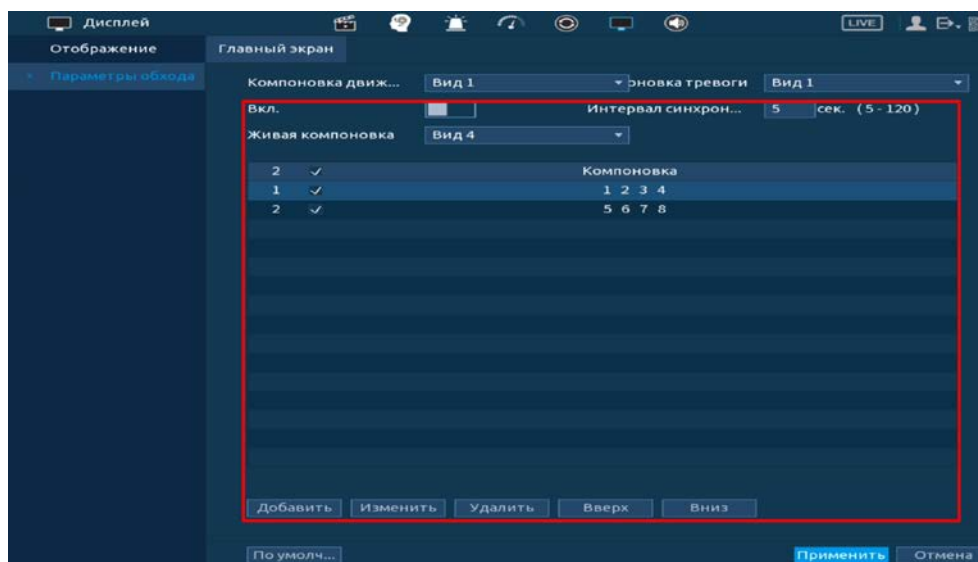 Дисплей LIVE
Отображение Главный экран
Параметры обхода Компоновка движ... Вид 1 оновка тревоги Вид 1
Вкл. Интервал синхрон... 5 сек. (5 - 120)
Живая компоновка Вид 4
2 Компоновка
1 1 2 3 4
2 5 6 7 8
Добавить Изменить Удалить Вверх Вниз
По умолч... Применить Отмена